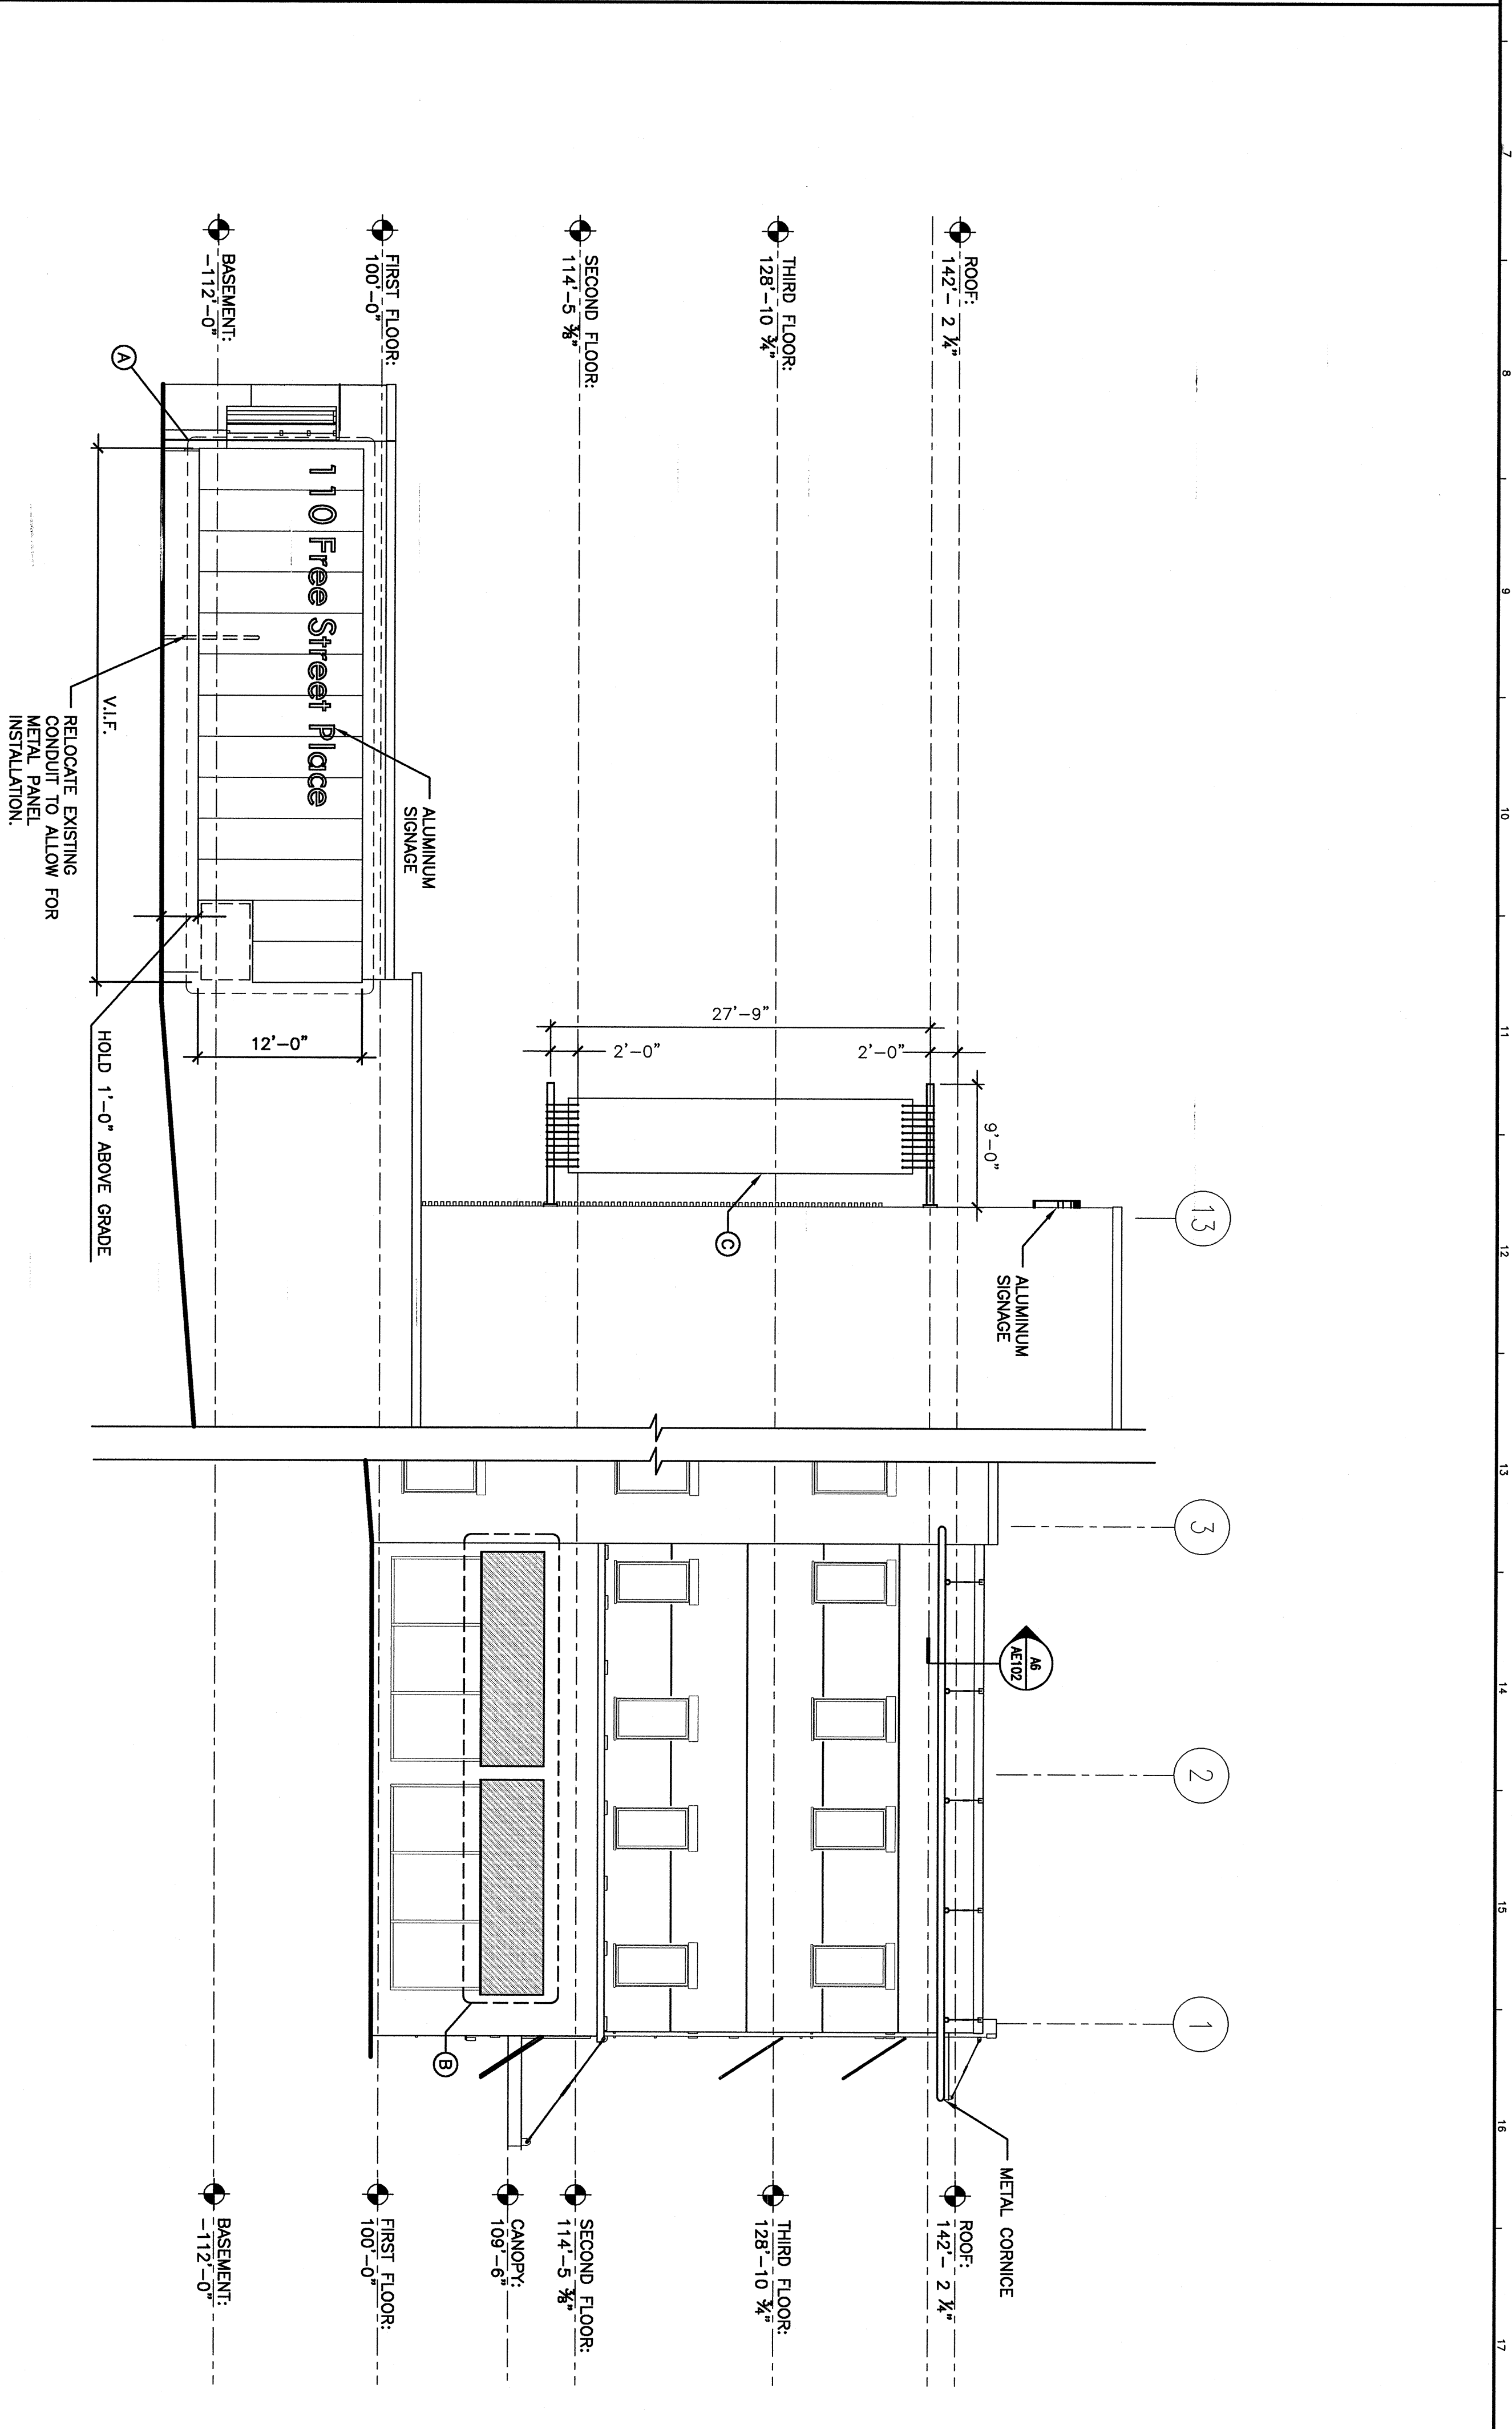 7
8
9
10
11
12
13
14
15
16
17
13
3
2
1
ROOF:
142'- 2 ¼"
THIRD FLOOR:
128'-10 ¾"
SECOND FLOOR:
114'-5 ⅜"
FIRST FLOOR:
100'-0"
BASEMENT:
-112'-0"
A
110 Free Street Place
ALUMINUM
SIGNAGE
V.I.F.
RELOCATE EXISTING
CONDUIT TO ALLOW FOR
METAL PANEL
INSTALLATION.
12'-0"
HOLD 1'-0" ABOVE GRADE
27'-9"
2'-0"
2'-0"
9'-0"
C
ALUMINUM
SIGNAGE
A6
AE102
B
METAL CORNICE
ROOF:
142'- 2 ¼"
THIRD FLOOR:
128'-10 ¾"
SECOND FLOOR:
114'-5 ⅜"
CANOPY:
109'-6"
FIRST FLOOR:
100'-0"
BASEMENT:
-112'-0"